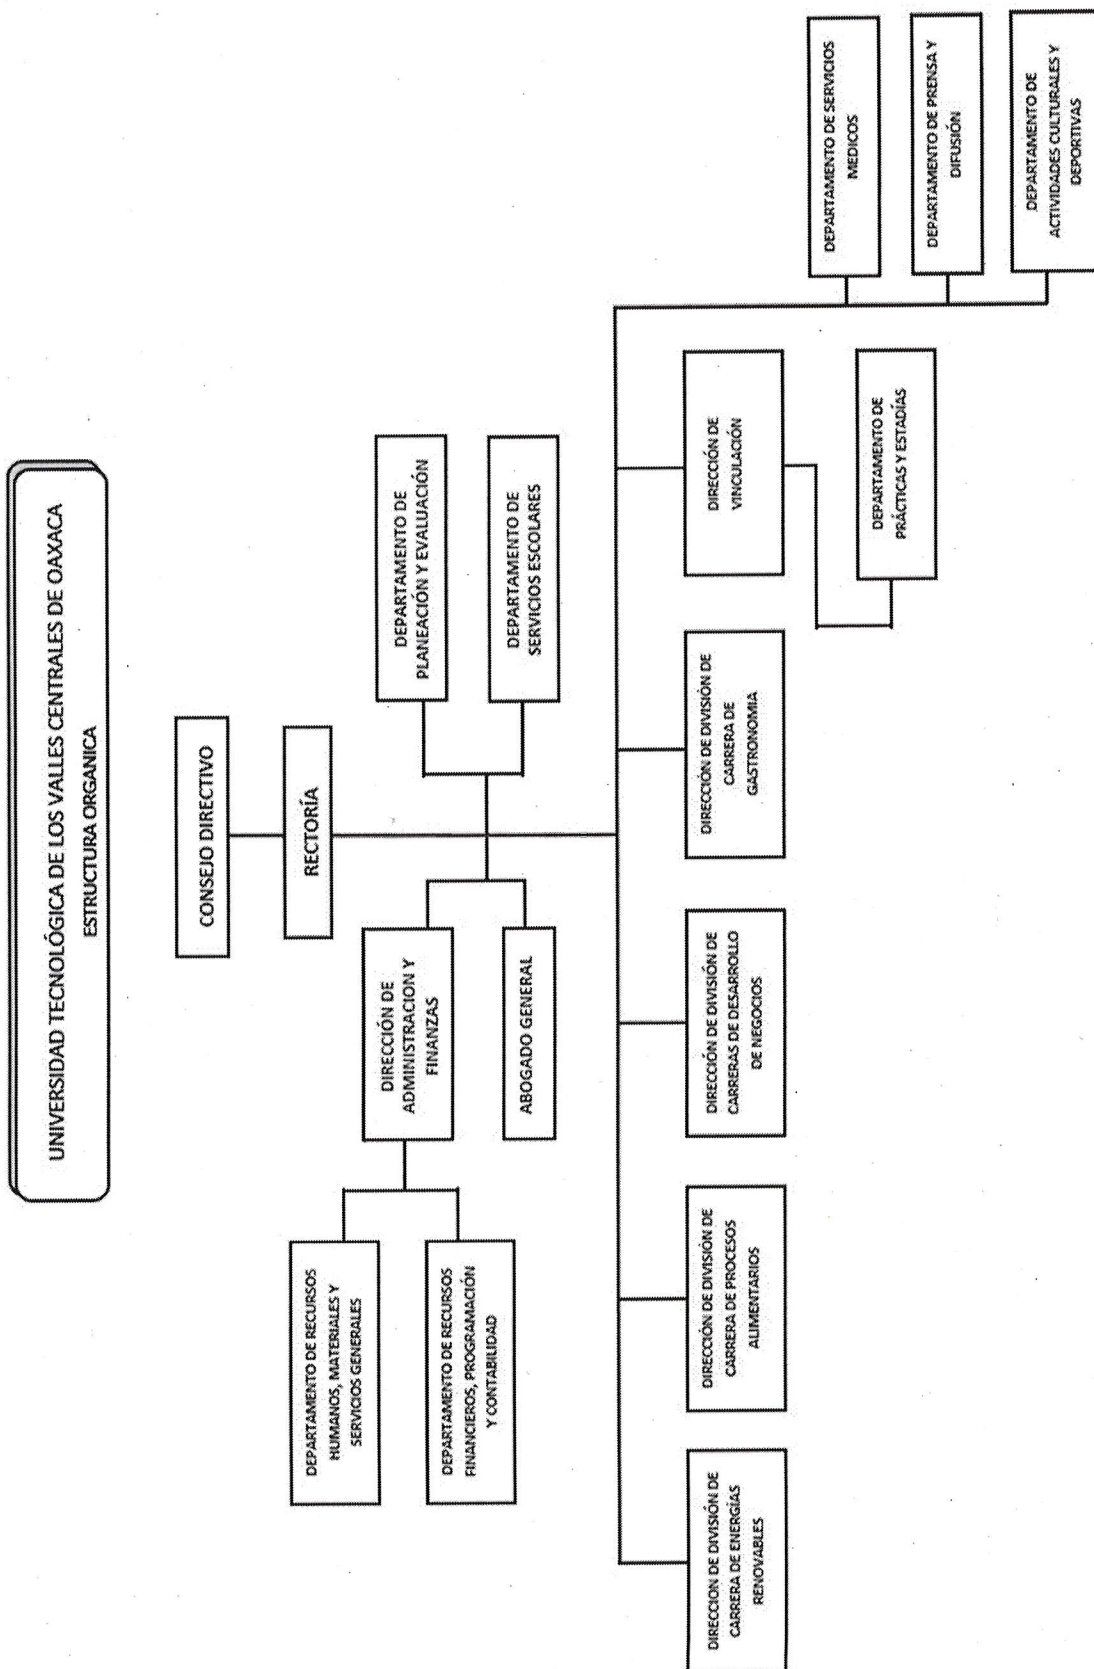 UNIVERSIDAD TECNOLÓGICA DE LOS VALLES CENTRALES DE OAXACA
ESTRUCTURA ORGANICA
CONSEJO DIRECTIVO
RECTORÍA
DIRECCIÓN DE
ADMINISTRACION Y
FINANZAS
ABOGADO GENERAL
DEPARTAMENTO DE
PLANEACIÓN Y EVALUACIÓN
DEPARTAMENTO DE
SERVICIOS ESCOLARES
DEPARTAMENTO DE RECURSOS
HUMANOS, MATERIALES Y
SERVICIOS GENERALES
DEPARTAMENTO DE RECURSOS
FINANCIEROS, PROGRAMACIÓN
Y CONTABILIDAD
DIRECCION DE DIVISIÓN DE
CARRERA DE ENERGÍAS
RENOVABLES
DIRECCIÓN DE DIVISIÓN DE
CARRERA DE PROCESOS
ALIMENTARIOS
DIRECCIÓN DE DIVISIÓN DE
CARRERAS DE DESARROLLO
DE NEGOCIOS
DIRECCIÓN DE DIVISIÓN DE
CARRERA DE
GASTRONOMIA
DIRECCIÓN DE
VINCULACIÓN
DEPARTAMENTO DE
PRÁCTICAS Y ESTADÍAS
DEPARTAMENTO DE SERVICIOS
MEDICOS
DEPARTAMENTO DE PRENSA Y
DIFUSIÓN
DEPARTAMENTO DE
ACTIVIDADES CULTURALES Y
DEPORTIVAS